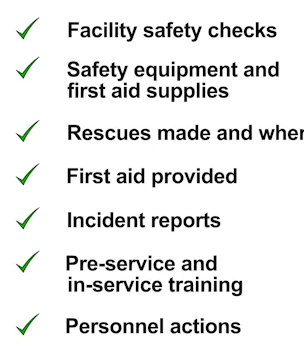 Facility safety checks
Safety equipment and
first aid supplies
Rescues made and wher
First aid provided
Incident reports
Pre-service and
in-service training
Personnel actions